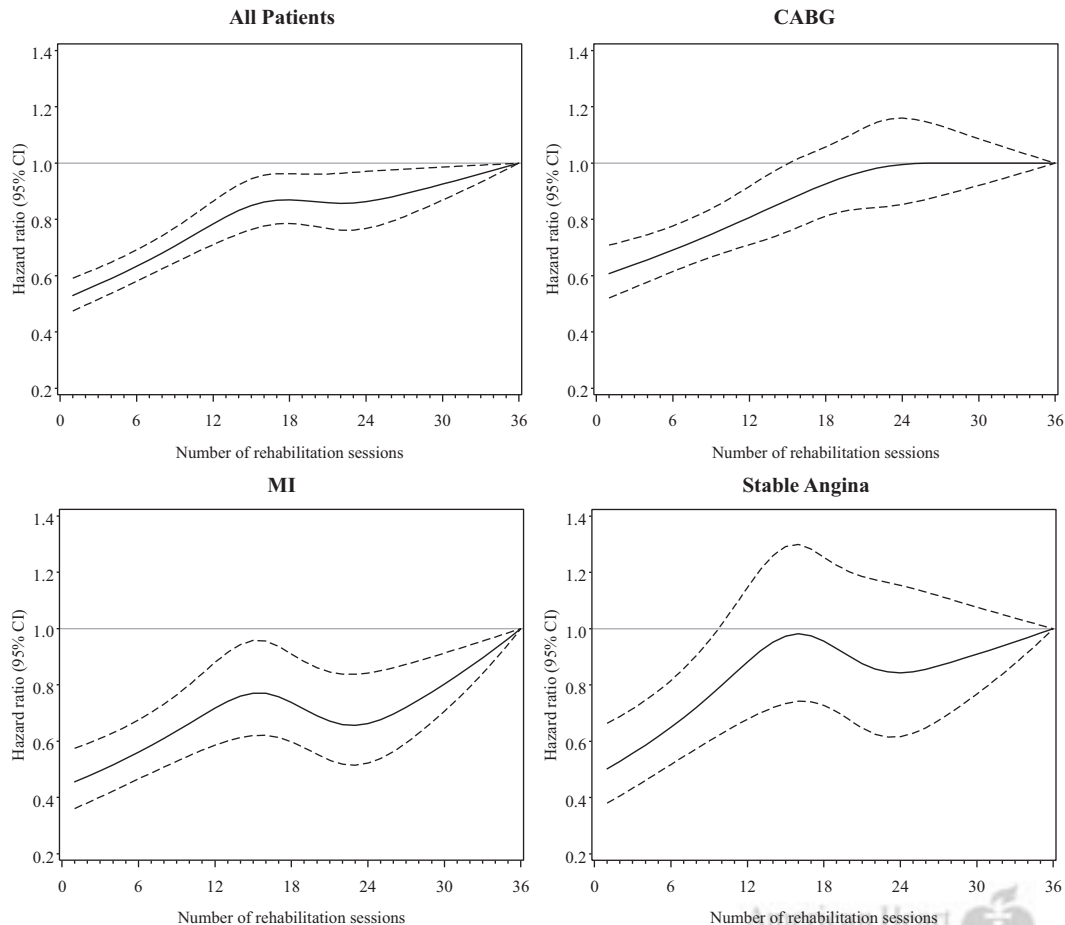 All Patients
Hazard ratio (95% CI)
1.4
1.2
1.0
0.8
0.6
0.4
0.2
0 6 12 18 24 30 36
Number of rehabilitation sessions
CABG
Hazard ratio (95% CI)
1.4
1.2
1.0
0.8
0.6
0.4
0.2
0 6 12 18 24 30 36
Number of rehabilitation sessions
MI
Hazard ratio (95% CI)
1.4
1.2
1.0
0.8
0.6
0.4
0.2
0 6 12 18 24 30 36
Number of rehabilitation sessions
Stable Angina
Hazard ratio (95% CI)
1.4
1.2
1.0
0.8
0.6
0.4
0.2
0 6 12 18 24 30 36
Number of rehabilitation sessions
American Heart